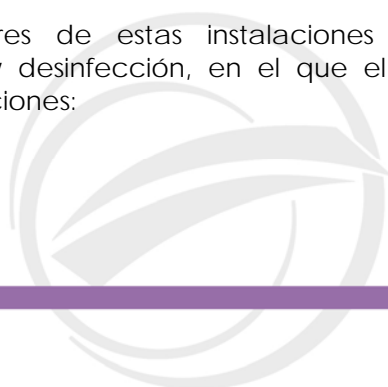 res de estas instalaciones
desinfección, en el que el
ciones: